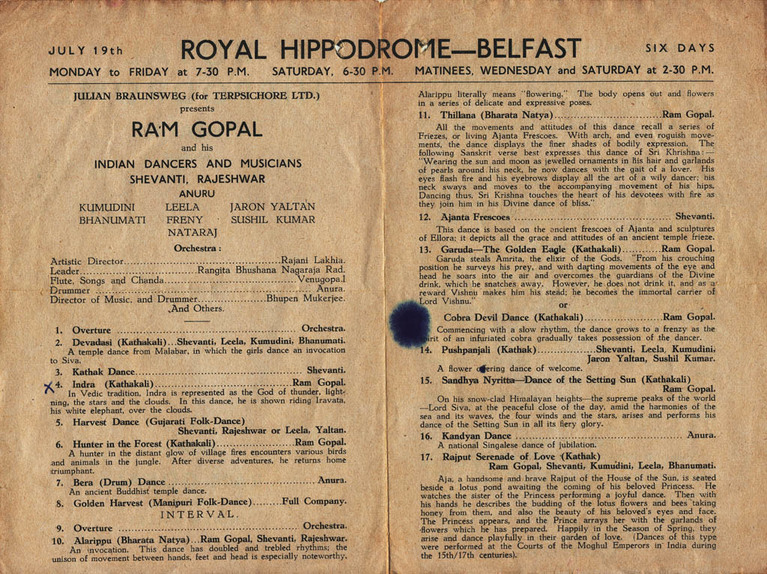 JULY 19th ROYAL HIPPODROME—BELFAST SIX DAYS
MONDAY to FRIDAY at 7-30 P.M. SATURDAY, 6-30 P.M. MATINEES, WEDNESDAY and SATURDAY at 2-30 P.M.
JULIAN BRAUNSWEG (for TERPSICHORE LTD.)
presents
RAM GOPAL
and his
INDIAN DANCERS AND MUSICIANS
SHEVANTI, RAJESHWAR
ANURU
KUMUDINI LEELA JARON YALTAN
BHANUMATI FRENY SUSHIL KUMAR
NATARAJ
Orchestra:
Artistic Director....Rajani Lakhia.
Leader....Rangita Bhushana Nagaraja Rad.
Flute, Songs and Chanda....Venugopal
Drummer....Anura.
Director of Music, and Drummer....Bhupen Mukerjee.
And Others.
1. Overture....Orchestra.
2. Devadasi (Kathakali)...Shevanti, Leela, Kumudini, Bhanumati.
A temple dance from Malabar, in which the girls dance an invocation
to Siva.
3. Kathak Dance....Shevanti.
4. Indra (Kathakali)....Ram Gopal.
In Vedic tradition, Indra is represented as the God of thunder, light-
ning, the stars and the clouds. In this dance, he is shown riding Iravata,
his white elephant, over the clouds.
5. Harvest Dance (Gujarati Folk-Dance)
Shevanti, Rajeshwar or Leela, Yaltan.
6. Hunter in the Forest (Kathakali)....Ram Gopal.
A hunter in the distant glow of village fires encounters various birds
and animals in the jungle. After diverse adventures, he returns home
triumphant.
7. Bera (Drum) Dance....Anura.
An ancient Buddhist temple dance.
8. Golden Harvest (Manipuri Folk-Dance)....Full Company.
INTERVAL.
9. Overture....Orchestra.
10. Alarippu (Bharata Natya)...Ram Gopal, Shevanti, Rajeshwar.
An invocation. This dance has doubled and trebled rhythms; the
unison of movement between hands, feet and head is especially noteworthy.
Alarippu literally means "flowering." The body opens out and flowers
in a series of delicate and expressive poses.
11. Thillana (Bharata Natya)....Ram Gopal.
All the movements and attitudes of this dance recall a series of
Friezes, or living Ajanta Frescoes. With arch, and even roguish move-
ments, the dance displays the finer shades of bodily expression. The
following Sanskrit verse best expresses this dance of Sri Khrishna:—
"Wearing the sun and moon as jewelled ornaments in his hair and garlands
of pearls around his neck, he now dances with the gait of a lover. His
eyes flash fire and his eyebrows display all the art of a wily dancer; his
neck sways and moves to the accompanying movement of his hips.
Dancing thus, Sri Krishna touches the heart of his devotees with fire as
they join him in his Divine dance of bliss."
12. Ajanta Frescoes....Shevanti.
This dance is based on the ancient frescoes of Ajanta and sculptures
of Ellora; it depicts all the grace and attitudes of an ancient temple frieze.
13. Garuda—The Golden Eagle (Kathakali)....Ram Gopal.
Garuda steals Amrita, the elixir of the Gods. "From his crouching
position he surveys his prey, and with darting movements of the eye and
head he soars into the air and overcomes the guardians of the Divine
drink, which he snatches away. However, he does not drink it, and as a
reward Vishnu makes him his stead; he becomes the immortal carrier of
Lord Vishnu."
or
Cobra Devil Dance (Kathakali)....Ram Gopal.
Commencing with a slow rhythm, the dance grows to a frenzy as the
of an infuriated cobra gradually takes possession of the dancer.
14. Pushpanjali (Kathak)....Shevanti, Leela, Kumudini,
Jaron Yaltan, Sushil Kumar.
A flower dance of welcome.
15. Sandhya Nyritta—Dance of the Setting Sun (Kathakali)
Ram Gopal.
On his snow-clad Himalayan heights—the supreme peaks of the world
—Lord Siva, at the peaceful close of day, amid the harmonies of the
sea and its waves, the four winds and the stars, arises and performs his
dance of the Setting Sun in all its fiery glory.
16. Kandyan Dance....Anura.
A national Singalese dance of jubilation.
17. Rajput Serenade of Love (Kathak)
Ram Gopal, Shevanti, Kumudini, Leela, Bhanumati.
Aja, a handsome and brave Rajput of the House of the Sun, is seated
beside a lotus pond awaiting the coming of his beloved Princess. He
watches the sister of the Princess performing a joyful dance. Then with
his hands he describes the budding of the lotus flowers and bees taking
honey from them, and also the beauty of his beloved's eyes and face.
The Princess appears, and the Prince arrays her with the garlands of
flowers which he has prepared. Happily in the Season of Spring, they
arise and dance playfully in their garden of love. (Dances of this type
were performed at the Courts of the Moghul Emperors in India during
the 15th/17th centuries).